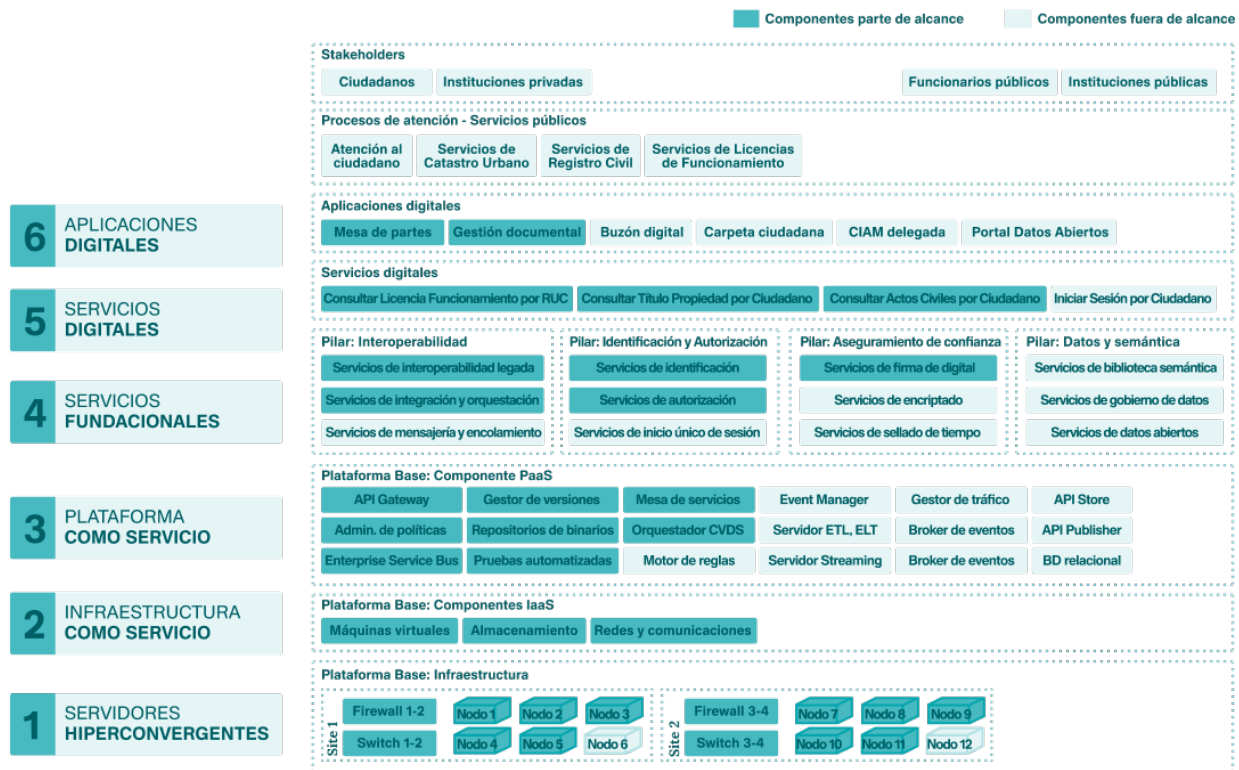 Componentes parte de alcance
Componentes fuera de alcance
Stakeholders
Ciudadanos
Instituciones privadas
Funcionarios públicos
Instituciones públicas
Procesos de atención - Servicios públicos
Atención al
ciudadano
Servicios de
Catastro Urbano
Servicios de
Registro Civil
Servicios de Licencias
de Funcionamiento
6
APLICACIONES
DIGITALES
Aplicaciones digitales
Mesa de partes
Gestión documental
Buzón digital
Carpeta ciudadana
CIAM delegada
Portal Datos Abiertos
5
SERVICIOS
DIGITALES
Servicios digitales
Consultar Licencia Funcionamiento por RUC
Consultar Título Propiedad por Ciudadano
Consultar Actos Civiles por Ciudadano
Iniciar Sesión por Ciudadano
4
SERVICIOS
FUNDACIONALES
Pilar: Interoperabilidad
Servicios de interoperabilidad legada
Servicios de integración y orquestación
Servicios de mensajería y encolamiento
Pilar: Identificación y Autorización
Servicios de identificación
Servicios de autorización
Servicios de inicio único de sesión
Pilar: Aseguramiento de confianza
Servicios de firma de digital
Servicios de encriptado
Servicios de sellado de tiempo
Pilar: Datos y semántica
Servicios de biblioteca semántica
Servicios de gobierno de datos
Servicios de datos abiertos
3
PLATAFORMA
COMO SERVICIO
Plataforma Base: Componente PaaS
API Gateway
Gestor de versiones
Mesa de servicios
Event Manager
Gestor de tráfico
API Store
Admin. de políticas
Repositorios de binarios
Orquestador CVDS
Servidor ETL, ELT
Broker de eventos
API Publisher
Enterprise Service Bus
Pruebas automatizadas
Motor de reglas
Servidor Streaming
Broker de eventos
BD relacional
2
INFRAESTRUCTURA
COMO SERVICIO
Plataforma Base: Componentes IaaS
Máquinas virtuales
Almacenamiento
Redes y comunicaciones
1
SERVIDORES
HIPERCONVERGENTES
Plataforma Base: Infraestructura
Site 1
Firewall 1-2
Nodo 1
Nodo 2
Nodo 3
Switch 1-2
Nodo 4
Nodo 5
Nodo 6
Site 2
Firewall 3-4
Nodo 7
Nodo 8
Nodo 9
Switch 3-4
Nodo 10
Nodo 11
Nodo 12